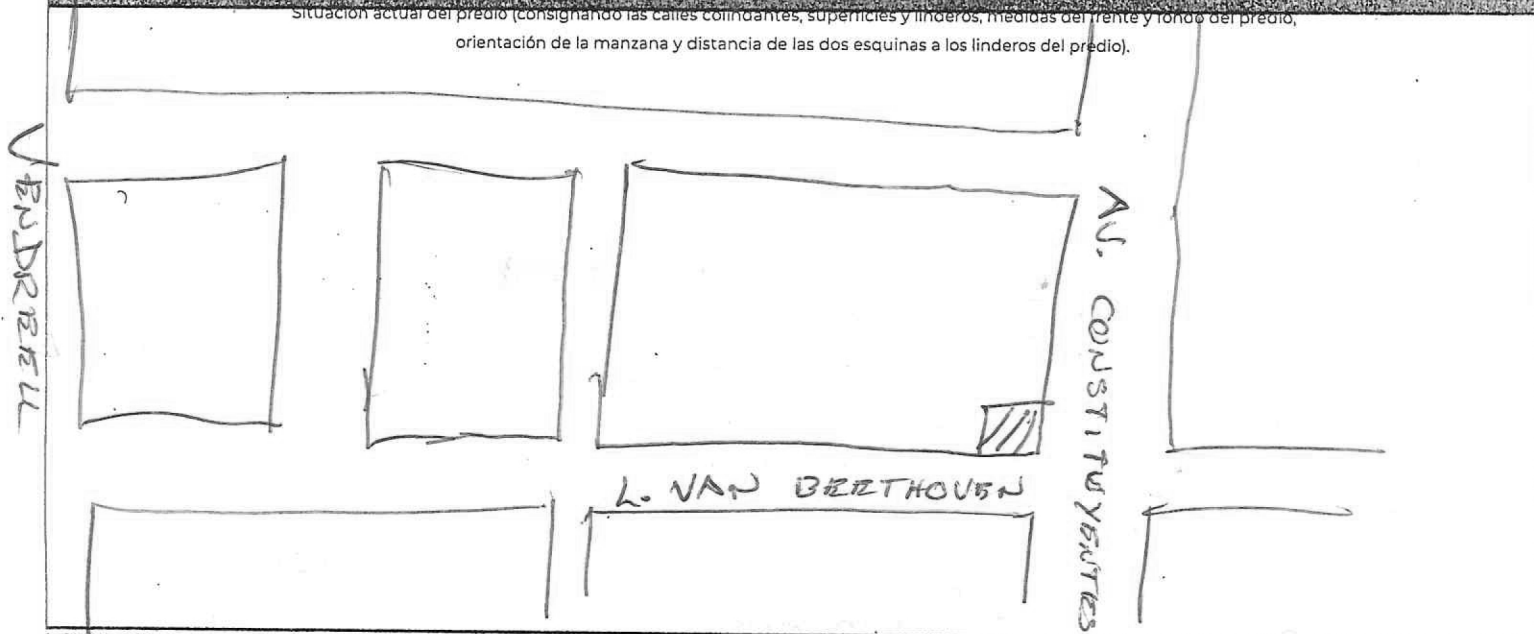 Situación actual del predio (consignando las calles colindantes, superficies y linderos, medidas del frente y fondo del predio,
orientación de la manzana y distancia de las dos esquinas a los linderos del predio).
VENDRELL
AV. CONSTITUYENTES
L. VAN BEETHOVEN